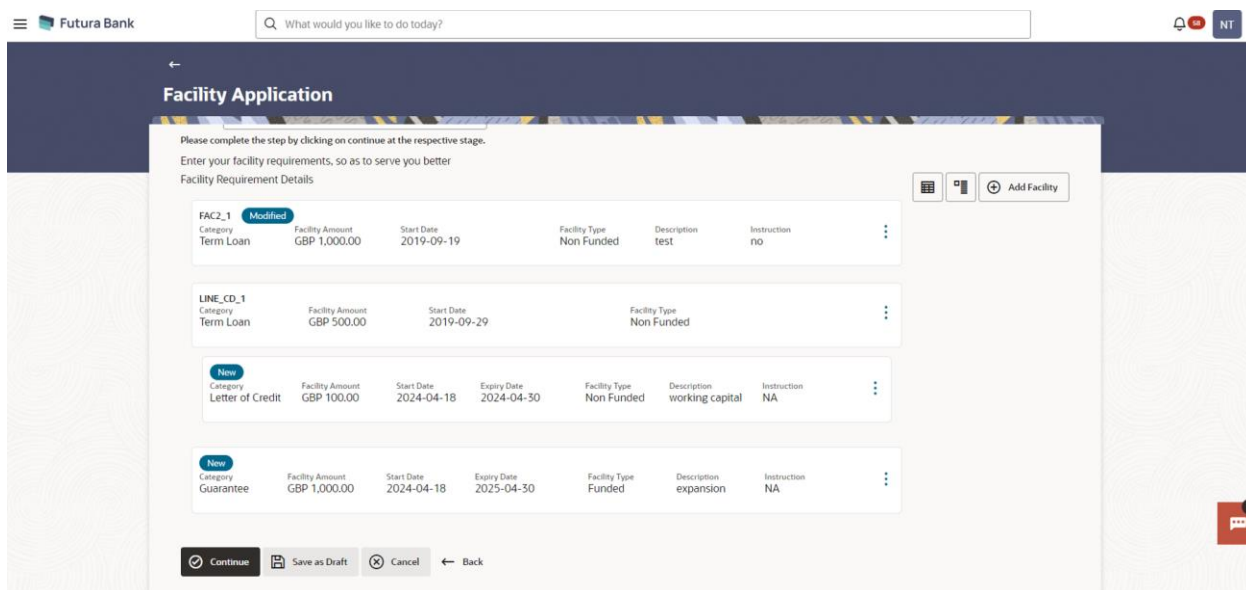 Futura Bank
What would you like to do today?
58
NT
Facility Application
Please complete the step by clicking on continue at the respective stage.
Enter your facility requirements, so as to serve you better
Facility Requirement Details
Add Facility
FAC2_1 Modified
Category Facility Amount Start Date Facility Type Description Instruction
Term Loan GBP 1,000.00 2019-09-19 Non Funded test no
LINE_CD_1
Category Facility Amount Start Date Facility Type
Term Loan GBP 500.00 2019-09-29 Non Funded
New
Category Facility Amount Start Date Expiry Date Facility Type Description Instruction
Letter of Credit GBP 100.00 2024-04-18 2024-04-30 Non Funded working capital NA
New
Category Facility Amount Start Date Expiry Date Facility Type Description Instruction
Guarantee GBP 1,000.00 2024-04-18 2025-04-30 Funded expansion NA
Continue Save as Draft Cancel Back